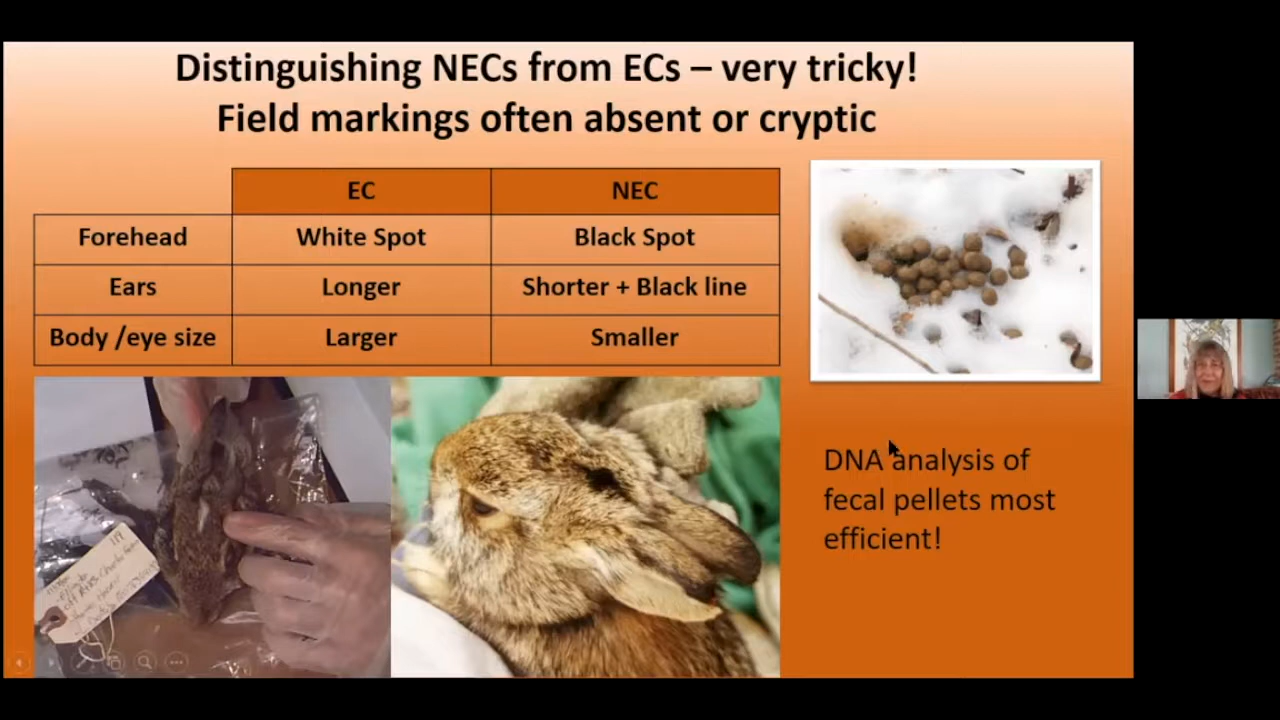 Distinguishing NECs from ECs – very tricky!
Field markings often absent or cryptic
EC NEC
Forehead White Spot Black Spot
Ears Longer Shorter + Black line
Body /eye size Larger Smaller
DNA analysis of
fecal pellets most
efficient!
119